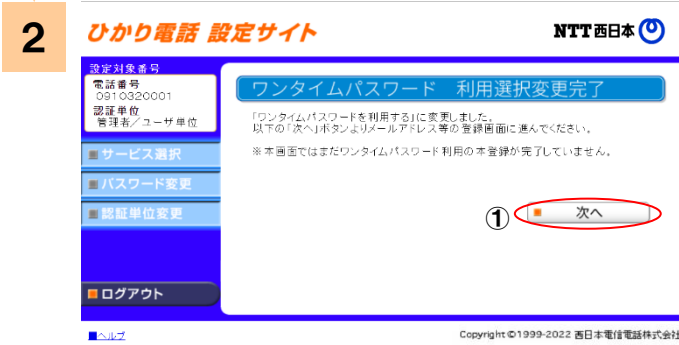 2
ひかり電話 設定サイト
NTT西日本
設定対象番号
電話番号
0910320001
認証単位
管理者/ユーザ単位
サービス選択
パスワード変更
認証単位変更
ログアウト
ワンタイムパスワード 利用選択変更完了
「ワンタイムパスワードを利用する」に変更しました。
以下の「次へ」ボタンよりメールアドレス等の登録画面に進んでください。
※本画面ではまだワンタイムパスワード利用の本登録が完了していません。
① 次へ
ヘルプ
Copyright©1999-2022 西日本電信電話株式会社